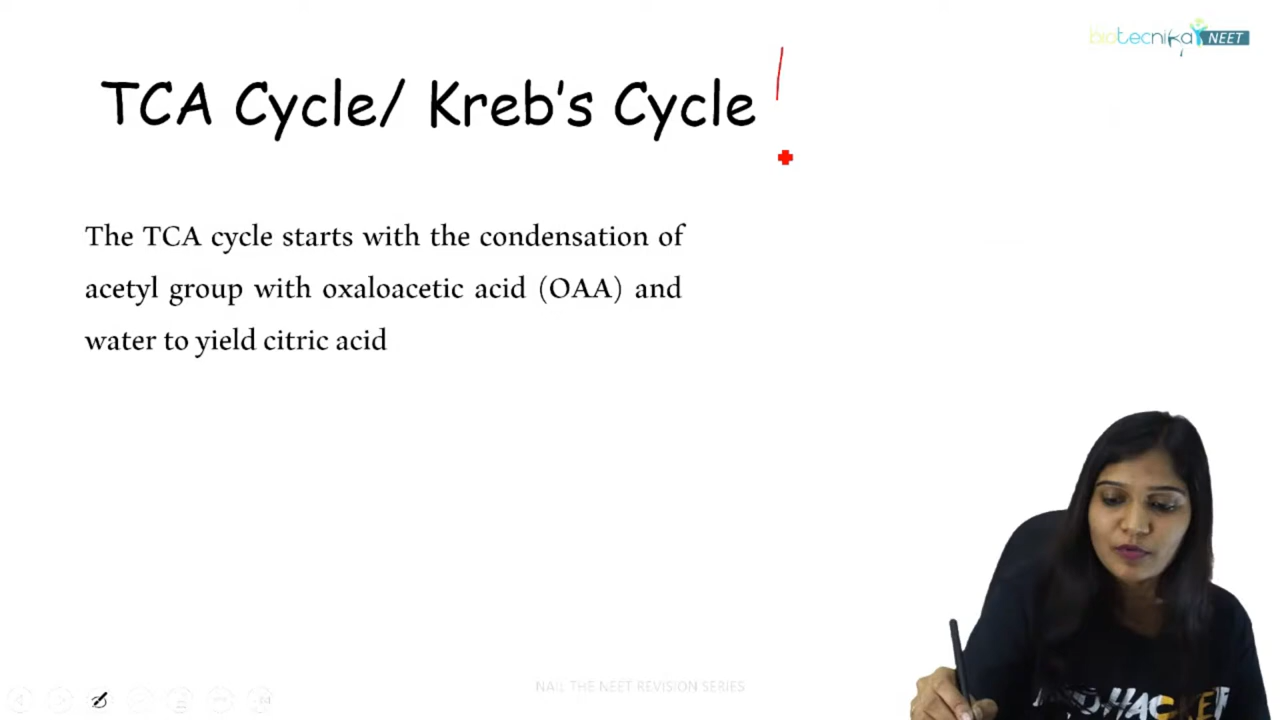 biotecnika NEET
TCA Cycle/ Kreb's Cycle
The TCA cycle starts with the condensation of
acetyl group with oxaloacetic acid (OAA) and
water to yield citric acid
NAIL THE NEET REVISION SERIES